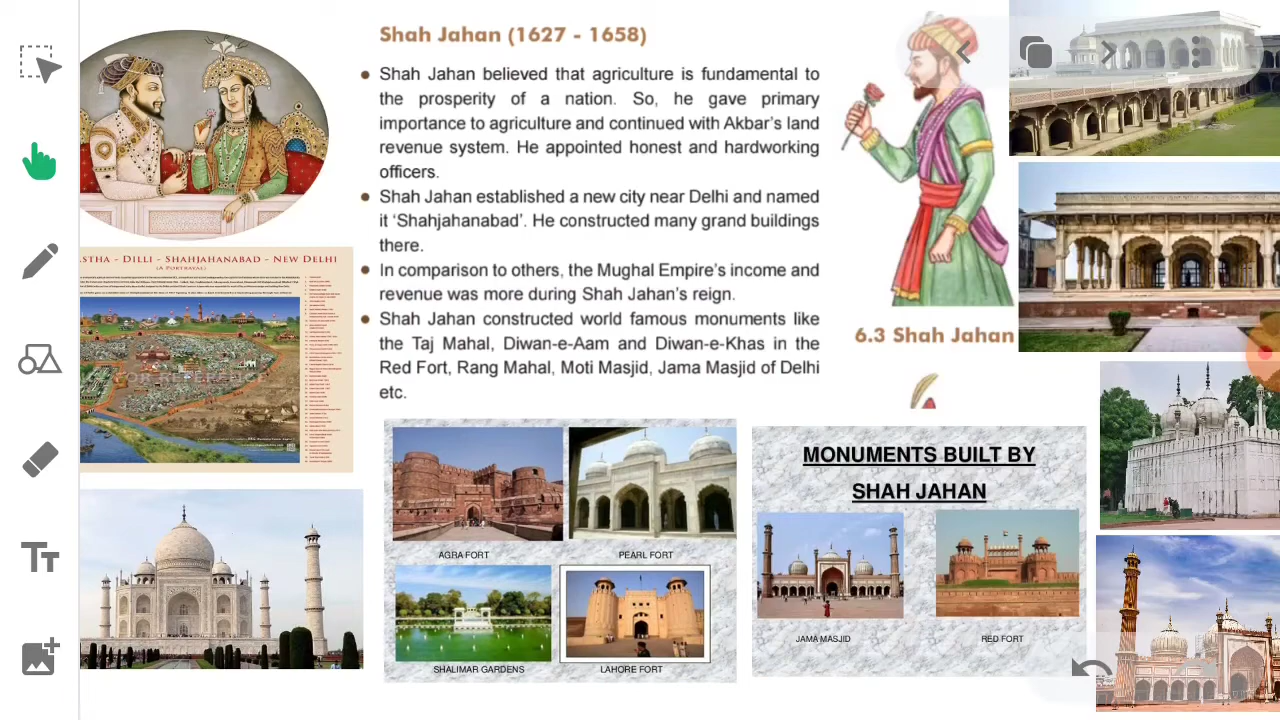 Shah Jahan (1627 - 1658)
● Shah Jahan believed that agriculture is fundamental to
the prosperity of a nation. So, he gave primary
importance to agriculture and continued with Akbar's land
revenue system. He appointed honest and hardworking
officers.
● Shah Jahan established a new city near Delhi and named
it 'Shahjahanabad'. He constructed many grand buildings
there.
● In comparison to others, the Mughal Empire's income and
revenue was more during Shah Jahan's reign.
● Shah Jahan constructed world famous monuments like
the Taj Mahal, Diwan-e-Aam and Diwan-e-Khas in the
Red Fort, Rang Mahal, Moti Masjid, Jama Masjid of Delhi
etc.
6.3 Shah Jahan
ASTHA - DILLI - SHAHJAHANABAD - NEW DELHI
(A PORTRAYAL)
AGRA FORT
PEARL FORT
SHALIMAR GARDENS
LAHORE FORT
MONUMENTS BUILT BY
SHAH JAHAN
JAMA MASJID
RED FORT
TT